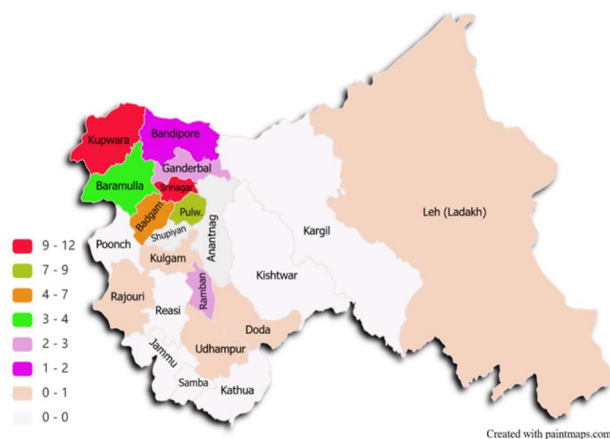 Kupwara
Bandipore
Ganderbal
Baramulla
Srinagar
Badgam
Pulw.
Shupiyan
Anantnag
Poonch
Kulgam
Kargil
Leh (Ladakh)
Kishtwar
Ramban
Rajouri
Reasi
Doda
Udhampur
Jammu
Samba
Kathua
9 - 12
7 - 9
4 - 7
3 - 4
2 - 3
1 - 2
0 - 1
0 - 0
Created with paintmaps.com